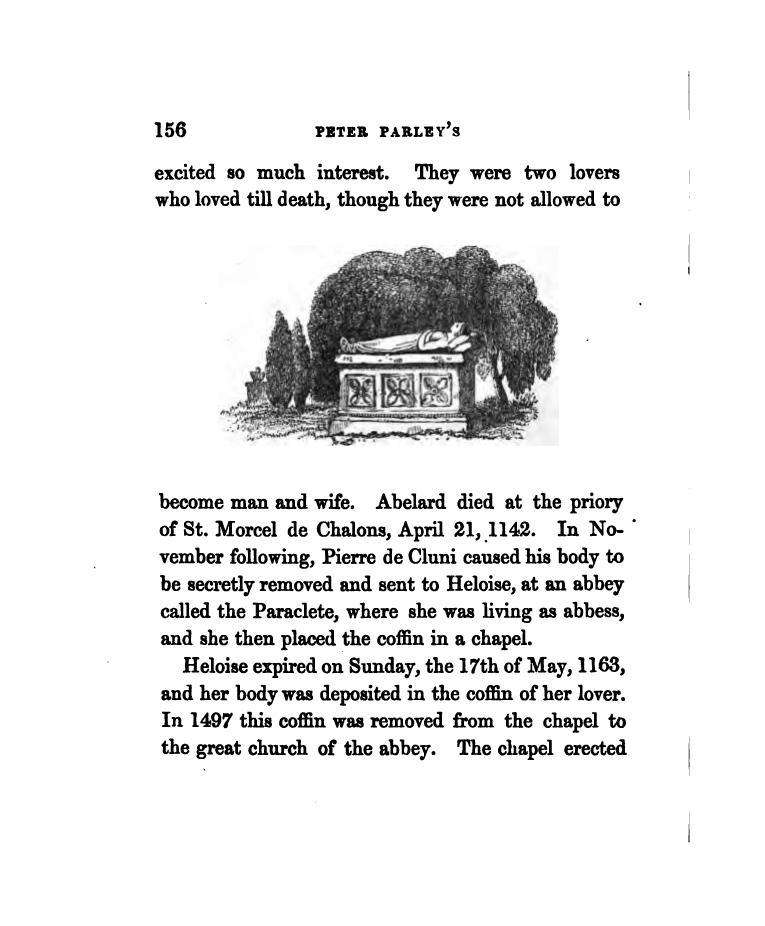 156 PETER PARLEY'S
excited so much interest. They were two lovers
who loved till death, though they were not allowed to
become man and wife. Abelard died at the priory
of St. Morcel de Chalons, April 21, 1142. In No-
vember following, Pierre de Cluni caused his body to
be secretly removed and sent to Heloise, at an abbey
called the Paraclete, where she was living as abbess,
and she then placed the coffin in a chapel.
Heloise expired on Sunday, the 17th of May, 1163,
and her body was deposited in the coffin of her lover.
In 1497 this coffin was removed from the chapel to
the great church of the abbey. The chapel erected